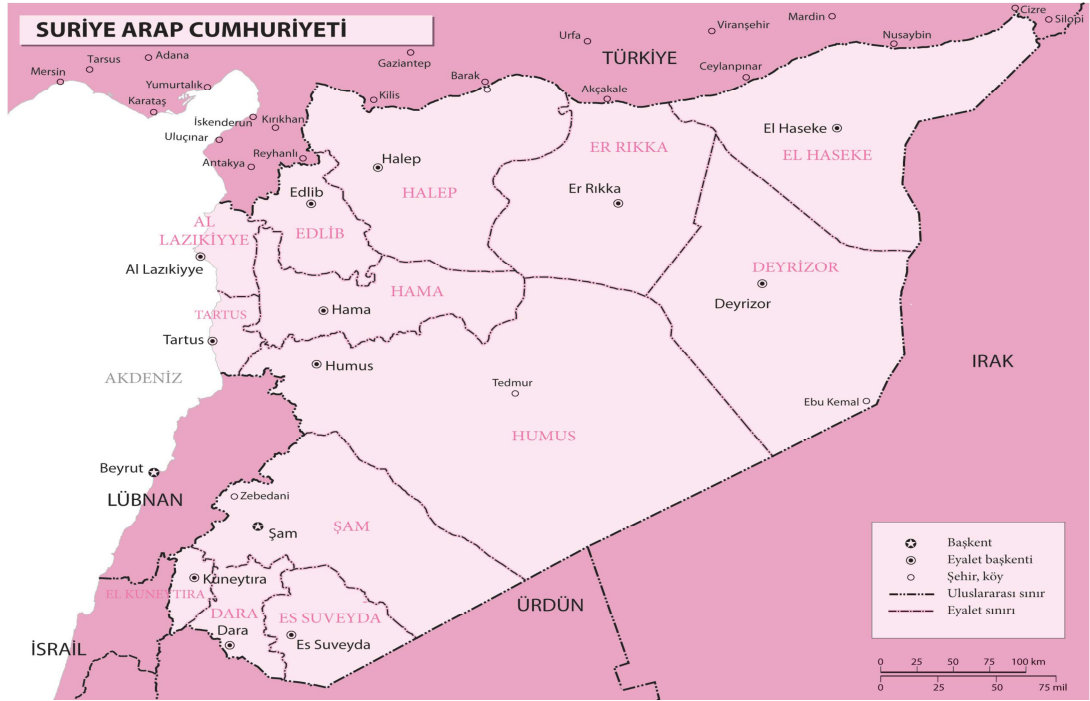 SURİYE ARAP CUMHURİYETİ
Mersin
Tarsus
Adana
Yumurtalık
Karataş
İskenderun
Kırıkhan
Uluçınar
Antakya
Reyhanlı
Gaziantep
Kilis
Barak
Urfa
Akçakale
TÜRKİYE
Viranşehir
Ceylanpınar
Mardin
Nusaybin
Cizre
Silopi
El Haseke
EL HASEKE
ER RIKKA
Er Rıkka
Halep
HALEP
Edlib
EDLİB
AL
LAZIKİYYE
Al Lazıkiyye
DEYRİZOR
Deyrizor
HAMA
Hama
TARTUS
Tartus
Humus
AKDENİZ
Tedmur
HUMUS
Ebu Kemal
IRAK
Beyrut
LÜBNAN
Zebedani
Şam
ŞAM
Kuneytıra
EL KUNEYTIRA
DARA
Dara
ES SUVEYDA
Es Suveyda
İSRAİL
ÜRDÜN
Başkent
Eyalet başkenti
Şehir, köy
Uluslararası sınır
Eyalet sınırı
0 25 50 75 100 km
0 25 50 75 mil